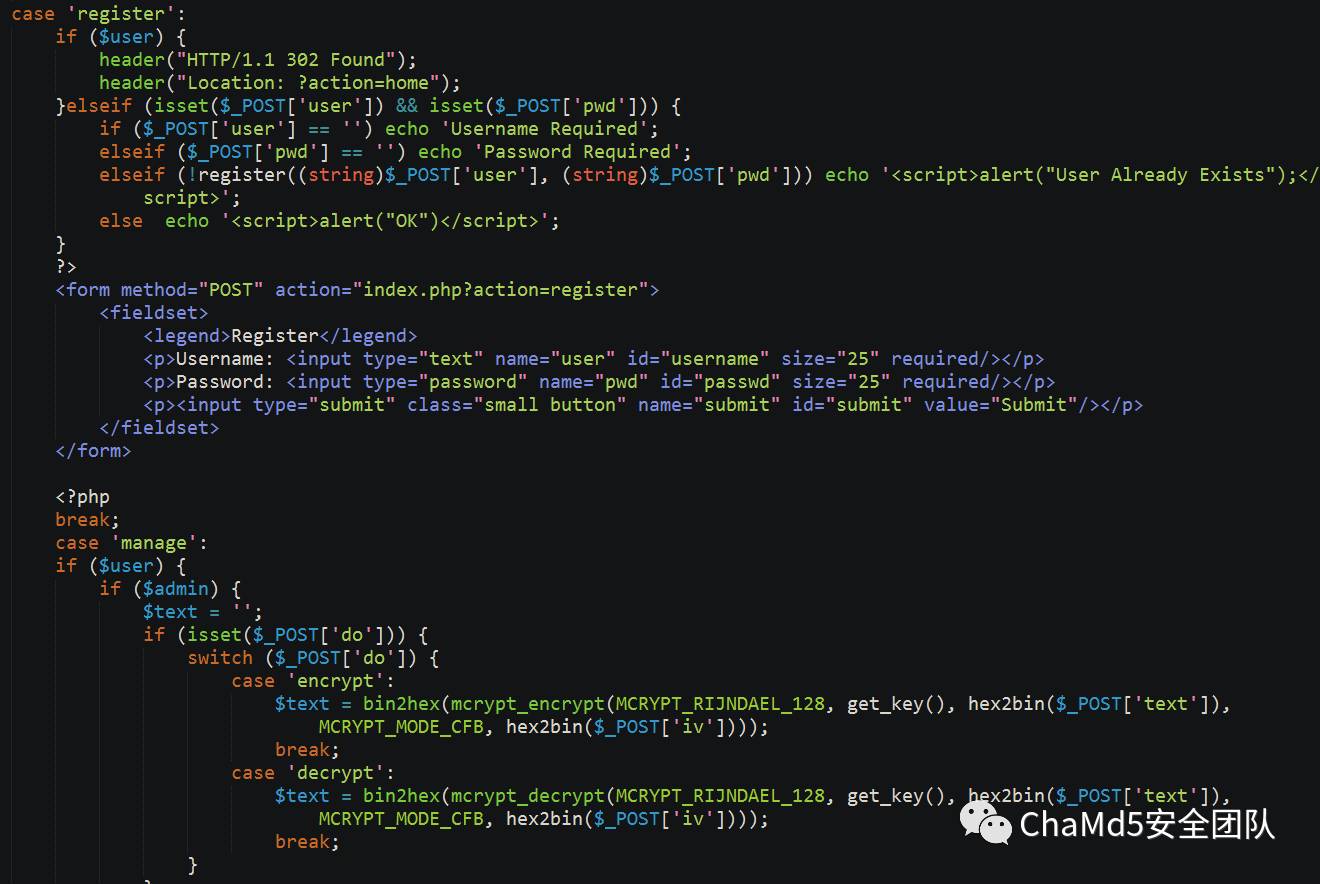 case 'register':
if ($user) {
header("HTTP/1.1 302 Found");
header("Location: ?action=home");
}elseif (isset($_POST['user']) && isset($_POST['pwd'])) {
if ($_POST['user'] == '') echo 'Username Required';
elseif ($_POST['pwd'] == '') echo 'Password Required';
elseif (!register((string)$_POST['user'], (string)$_POST['pwd'])) echo '<script>alert("User Already Exists");</
script>';
else  echo '<script>alert("OK")</script>';
}
?>
<form method="POST" action="index.php?action=register">
<fieldset>
<legend>Register</legend>
<p>Username: <input type="text" name="user" id="username" size="25" required/></p>
<p>Password: <input type="password" name="pwd" id="passwd" size="25" required/></p>
<p><input type="submit" class="small button" name="submit" id="submit" value="Submit"/></p>
</fieldset>
</form>
<?php
break;
case 'manage':
if ($user) {
if ($admin) {
$text = '';
if (isset($_POST['do'])) {
switch ($_POST['do']) {
case 'encrypt':
$text = bin2hex(mcrypt_encrypt(MCRYPT_RIJNDAEL_128, get_key(), hex2bin($_POST['text']),
MCRYPT_MODE_CFB, hex2bin($_POST['iv'])));
break;
case 'decrypt':
$text = bin2hex(mcrypt_decrypt(MCRYPT_RIJNDAEL_128, get_key(), hex2bin($_POST['text']),
MCRYPT_MODE_CFB, hex2bin($_POST['iv'])));
break;
}
ChaMd5安全团队